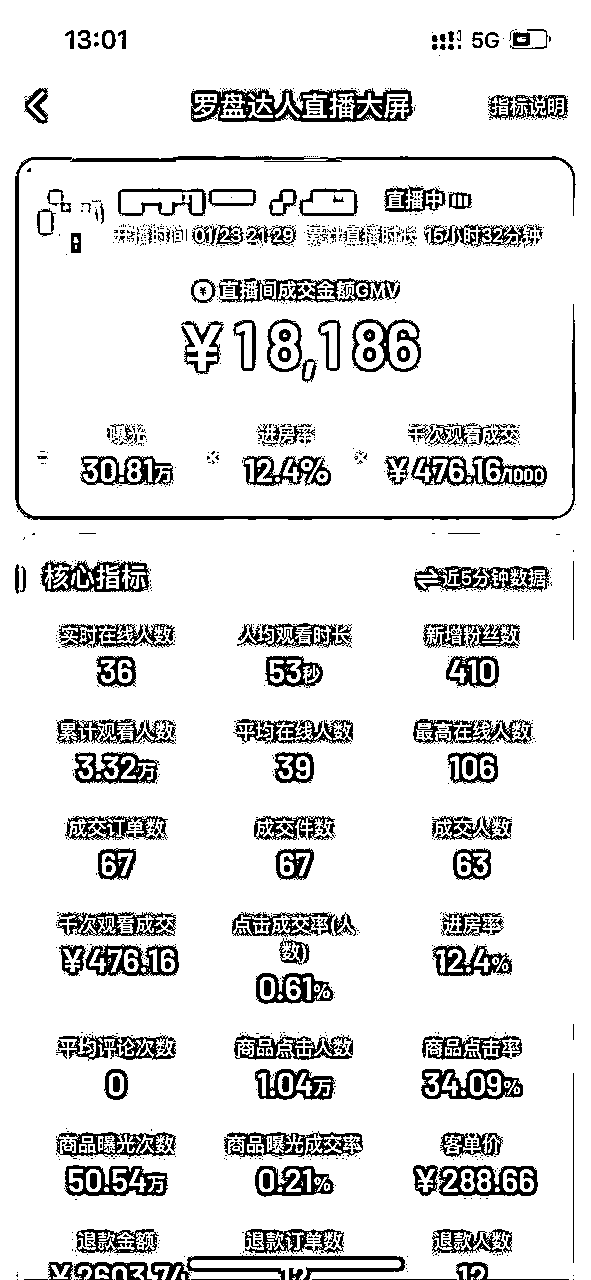 13:01 5G
罗盘达人直播大屏 指标说明
直播中
开播时间 01/23 21:29 累计直播时长 15小时32分钟
直播间成交金额GMV
¥18,186
曝光 进房率 千次观看成交
= 30.81万 × 12.4% × ¥476.16/1000
核心指标 近5分钟数据
实时在线人数 人均观看时长 新增粉丝数
36 53秒 410
累计观看人数 平均在线人数 最高在线人数
3.32万 39 106
成交订单数 成交件数 成交人数
67 67 63
千次观看成交 点击成交率(人数) 进房率
¥476.16 0.61% 12.4%
平均评论次数 商品点击人数 商品点击率
0 1.04万 34.09%
商品曝光次数 商品曝光成交率 客单价
50.54万 0.21% ¥288.66
退款金额 退款订单数 退款人数
¥2603.74 12 12